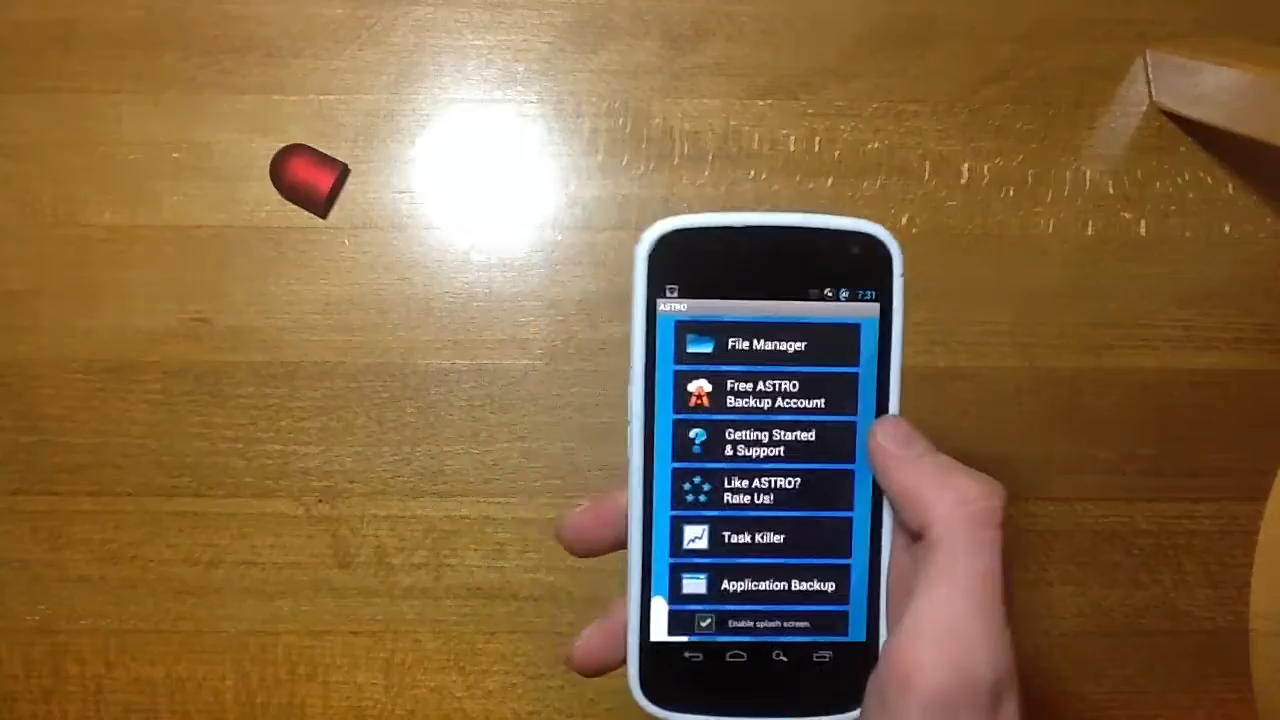 7:31
ASTRO
File Manager
Free ASTRO
Backup Account
Getting Started
& Support
Like ASTRO?
Rate Us!
Task Killer
Application Backup
Enable splash screen